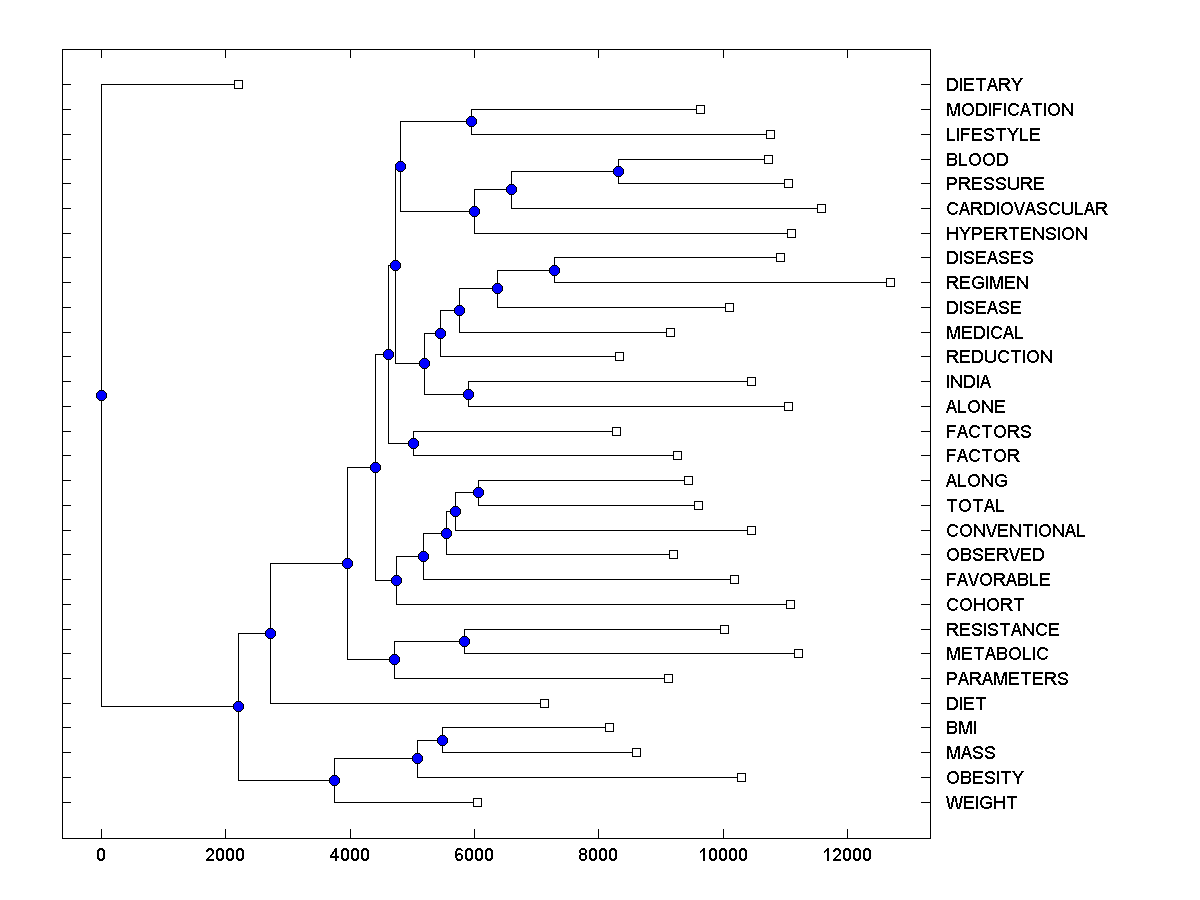 DIETARY
MODIFICATION
LIFESTYLE
BLOOD
PRESSURE
CARDIOVASCULAR
HYPERTENSION
DISEASES
REGIMEN
DISEASE
MEDICAL
REDUCTION
INDIA
ALONE
FACTORS
FACTOR
ALONG
TOTAL
CONVENTIONAL
OBSERVED
FAVORABLE
COHORT
RESISTANCE
METABOLIC
PARAMETERS
DIET
BMI
MASS
OBESITY
WEIGHT
0 2000 4000 6000 8000 10000 12000